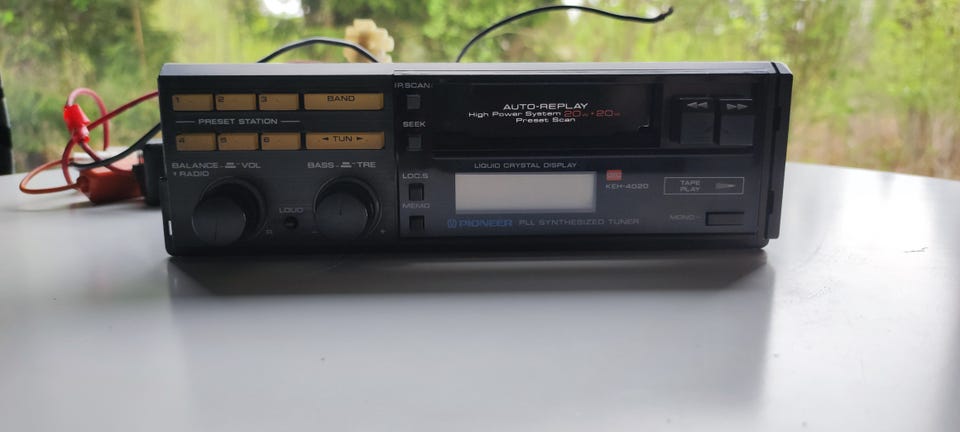 1 2 3 BAND
PRESET STATION
4 5 6 ◄ TUN ►
BALANCE VOL
RADIO
BASS TRE
LOUD
R
- +
P.SCAN
SEEK
LOC.S
MEMO
AUTO-REPLAY
High Power System 20W+20W
Preset Scan
LIQUID CRYSTAL DISPLAY
KEH-4020
PIONEER PLL SYNTHESIZED TUNER
TAPE
PLAY
MONO